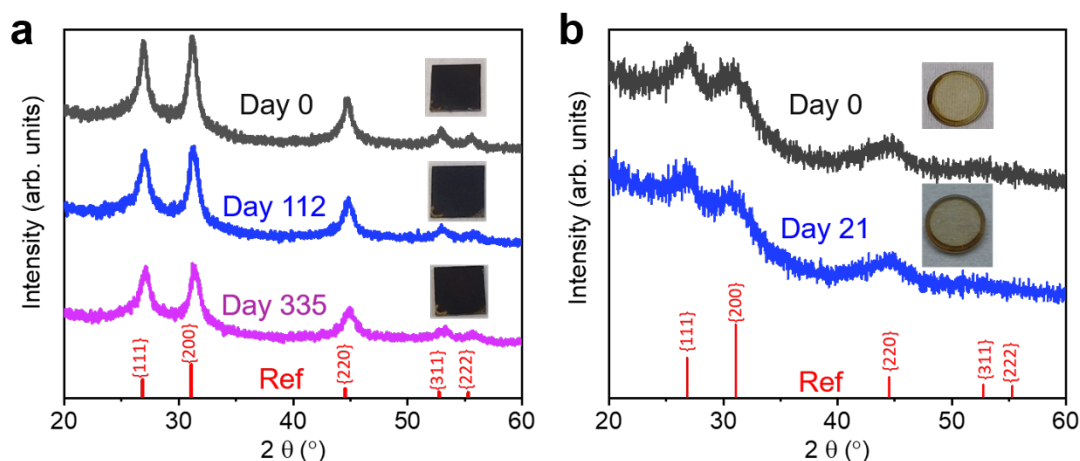 a
Intensity (arb. units)
Day 0
Day 112
Day 335
{111}
{200}
{220}
{311}
{222}
Ref
20 30 40 50 60
2 θ (°)
b
Intensity (arb. units)
Day 0
Day 21
{111}
{200}
{220}
{311}
{222}
Ref
20 30 40 50 60
2 θ (°)